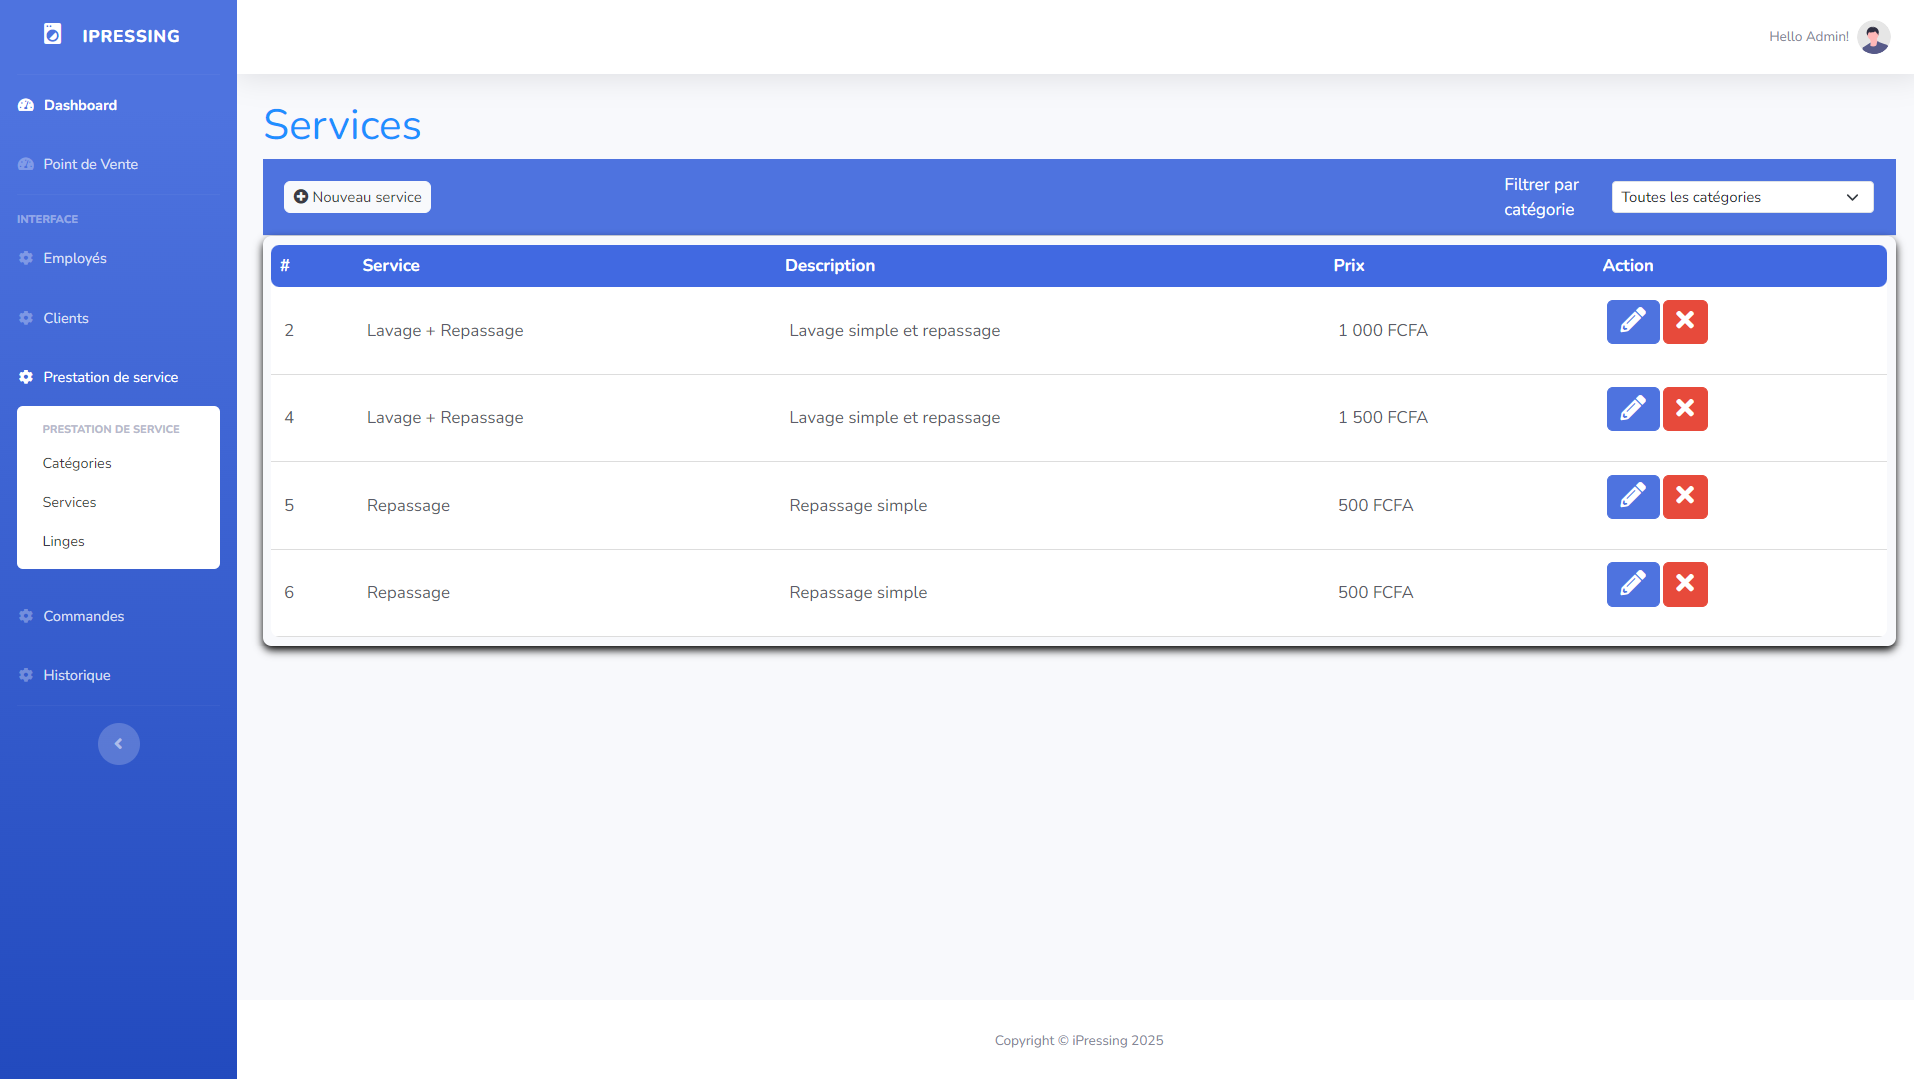 IPRESSING
Hello Admin!
Dashboard
Point de Vente
INTERFACE
Employés
Clients
Prestation de service
PRESTATION DE SERVICE
Catégories
Services
Linges
Commandes
Historique
Services
Nouveau service
Filtrer par
catégorie
Toutes les catégories
# Service Description Prix Action
2 Lavage + Repassage Lavage simple et repassage 1 000 FCFA
4 Lavage + Repassage Lavage simple et repassage 1 500 FCFA
5 Repassage Repassage simple 500 FCFA
6 Repassage Repassage simple 500 FCFA
Copyright © iPressing 2025